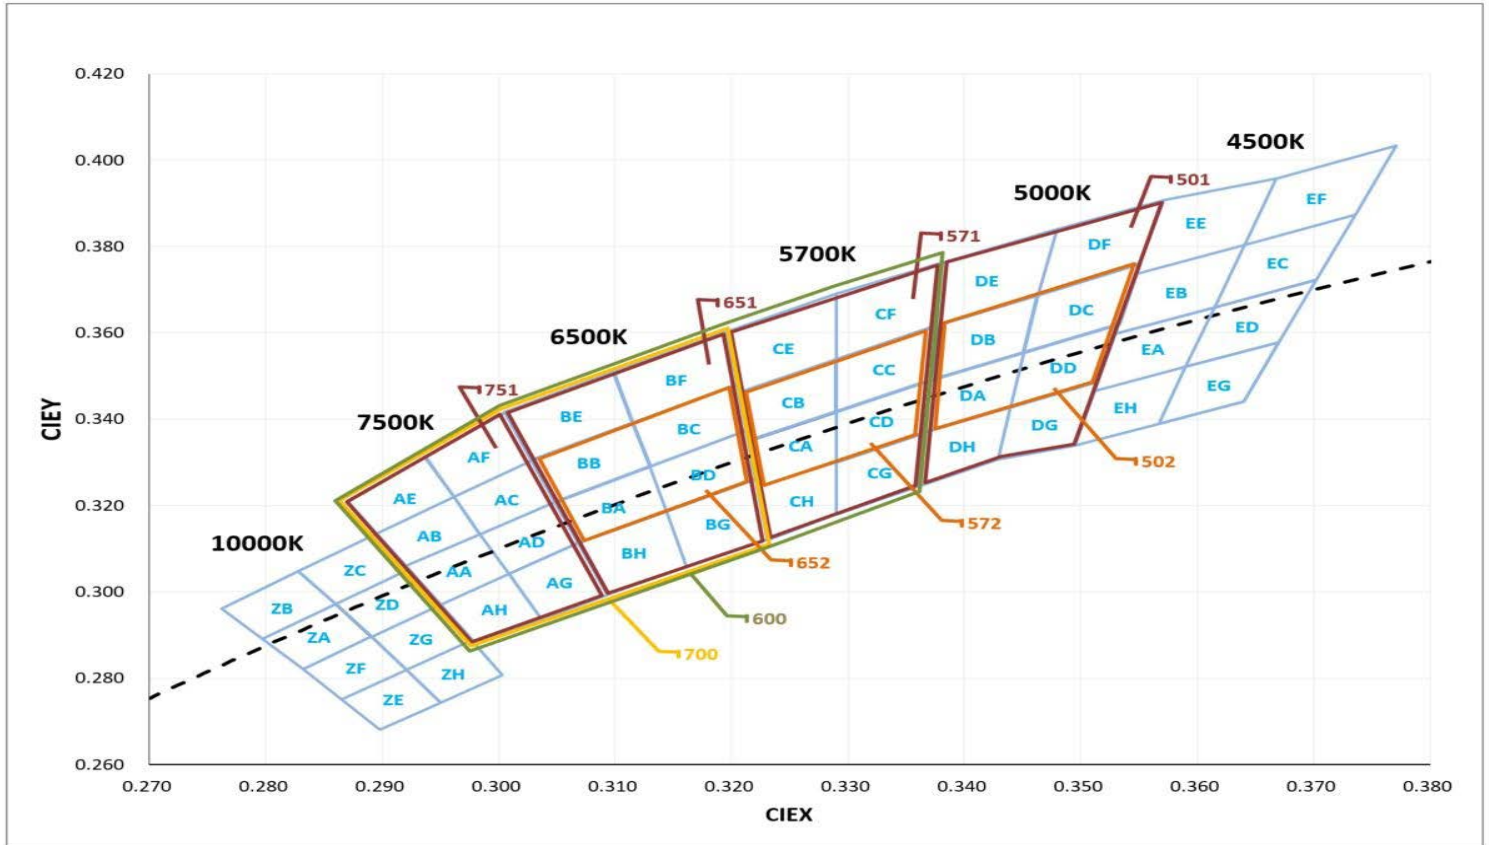 0.420
0.400
0.380
0.360
0.340
0.320
0.300
0.280
0.260
CIEY
0.270 0.280 0.290 0.300 0.310 0.320 0.330 0.340 0.350 0.360 0.370 0.380
CIEX
4500K
5000K
5700K
6500K
7500K
10000K
501
571
651
751
502
572
652
600
700
EF
EE
EC
EB
ED
EA
EG
EH
DF
DE
DC
DB
DD
DA
DG
DH
CF
CE
CC
CB
CD
CA
CG
CH
BF
BE
BC
BB
BD
BA
BG
BH
AF
AE
AC
AB
AD
AA
AG
AH
ZC
ZB
ZD
ZA
ZG
ZF
ZH
ZE